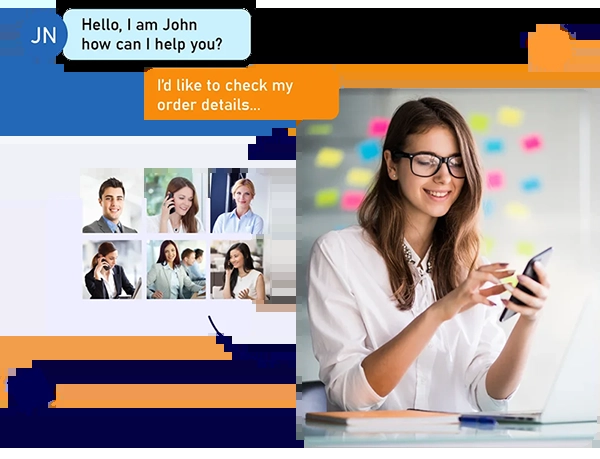 JN
Hello, I am John
how can I help you?
I'd like to check my
order details...